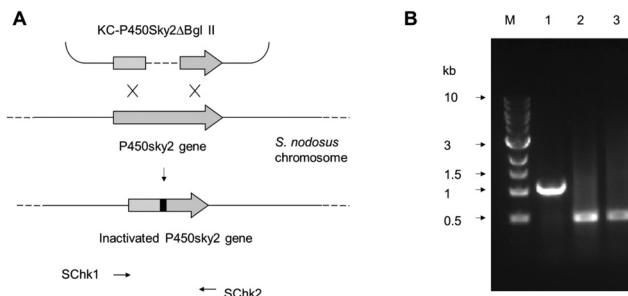 A
KC-P450Sky2ΔBgl II
P450sky2 gene
S. nodosus
chromosome
Inactivated P450sky2 gene
SChk1
SChk2
B
M 1 2 3
kb
10
3
1.5
1
0.5